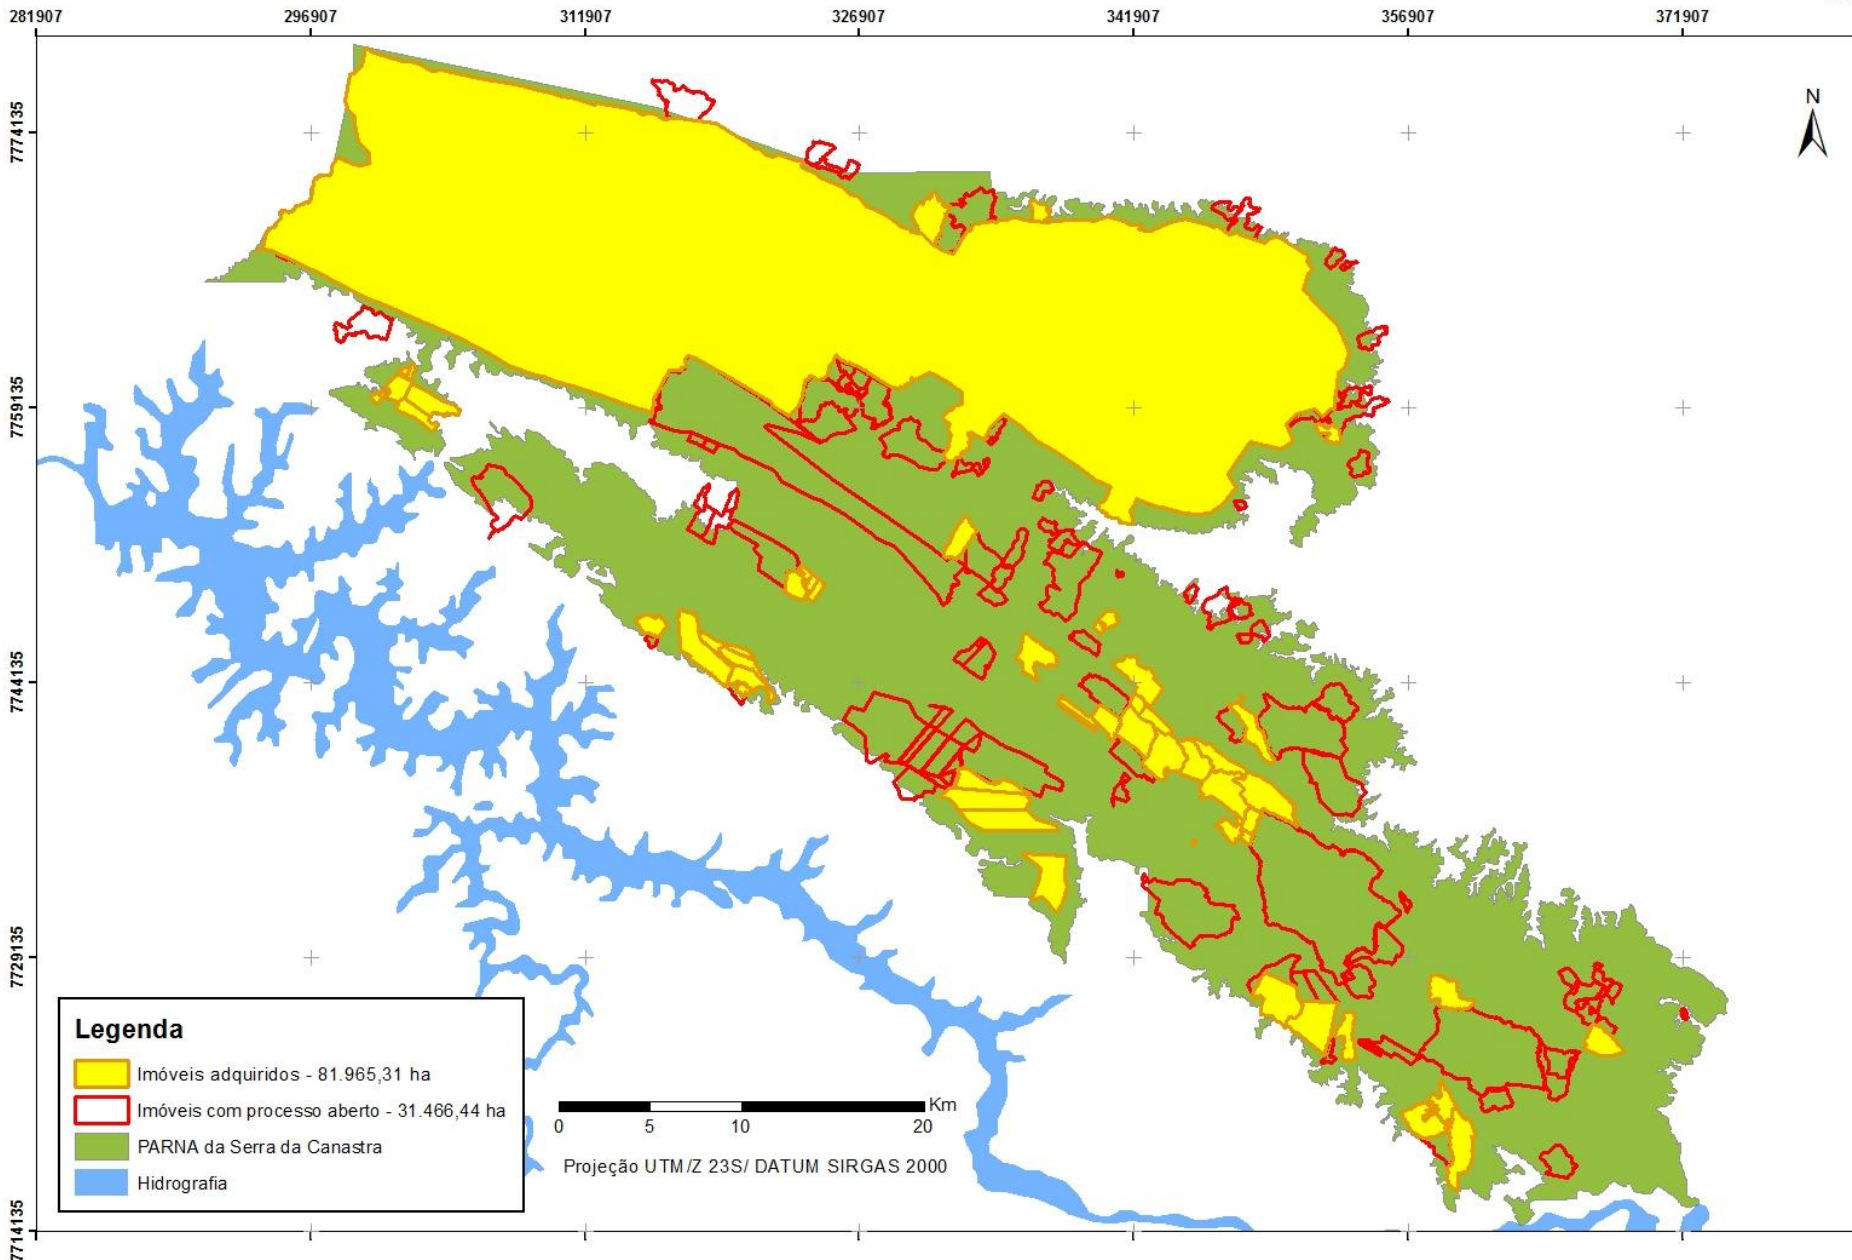 281907 296907 311907 326907 341907 356907 371907
7774135
N
7759135
7744135
7729135
7714135
Legenda
Imóveis adquiridos - 81.965,31 ha
Imóveis com processo aberto - 31.466,44 ha
PARNA da Serra da Canastra
Hidrografia
Km
0 5 10 20
Projeção UTM/Z 23S/ DATUM SIRGAS 2000